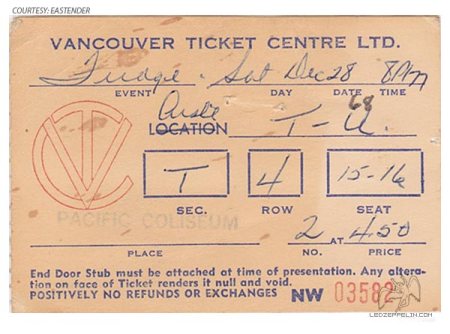 COURTESY: EASTENDER
VANCOUVER TICKET CENTRE LTD.
Fudge Sat Dec 28 8PM
EVENT DAY DATE TIME
68
Aisle T-U
LOCATION
VTC
T 4 15-16
SEC. ROW SEAT
PACIFIC COLISEUM
2 AT 4.50
PLACE NO. PRICE
End Door Stub must be attached at time of presentation. Any altera-
tion on face of Ticket renders it null and void.
POSITIVELY NO REFUNDS OR EXCHANGES NW 03582
LEDZEPPELIN.COM